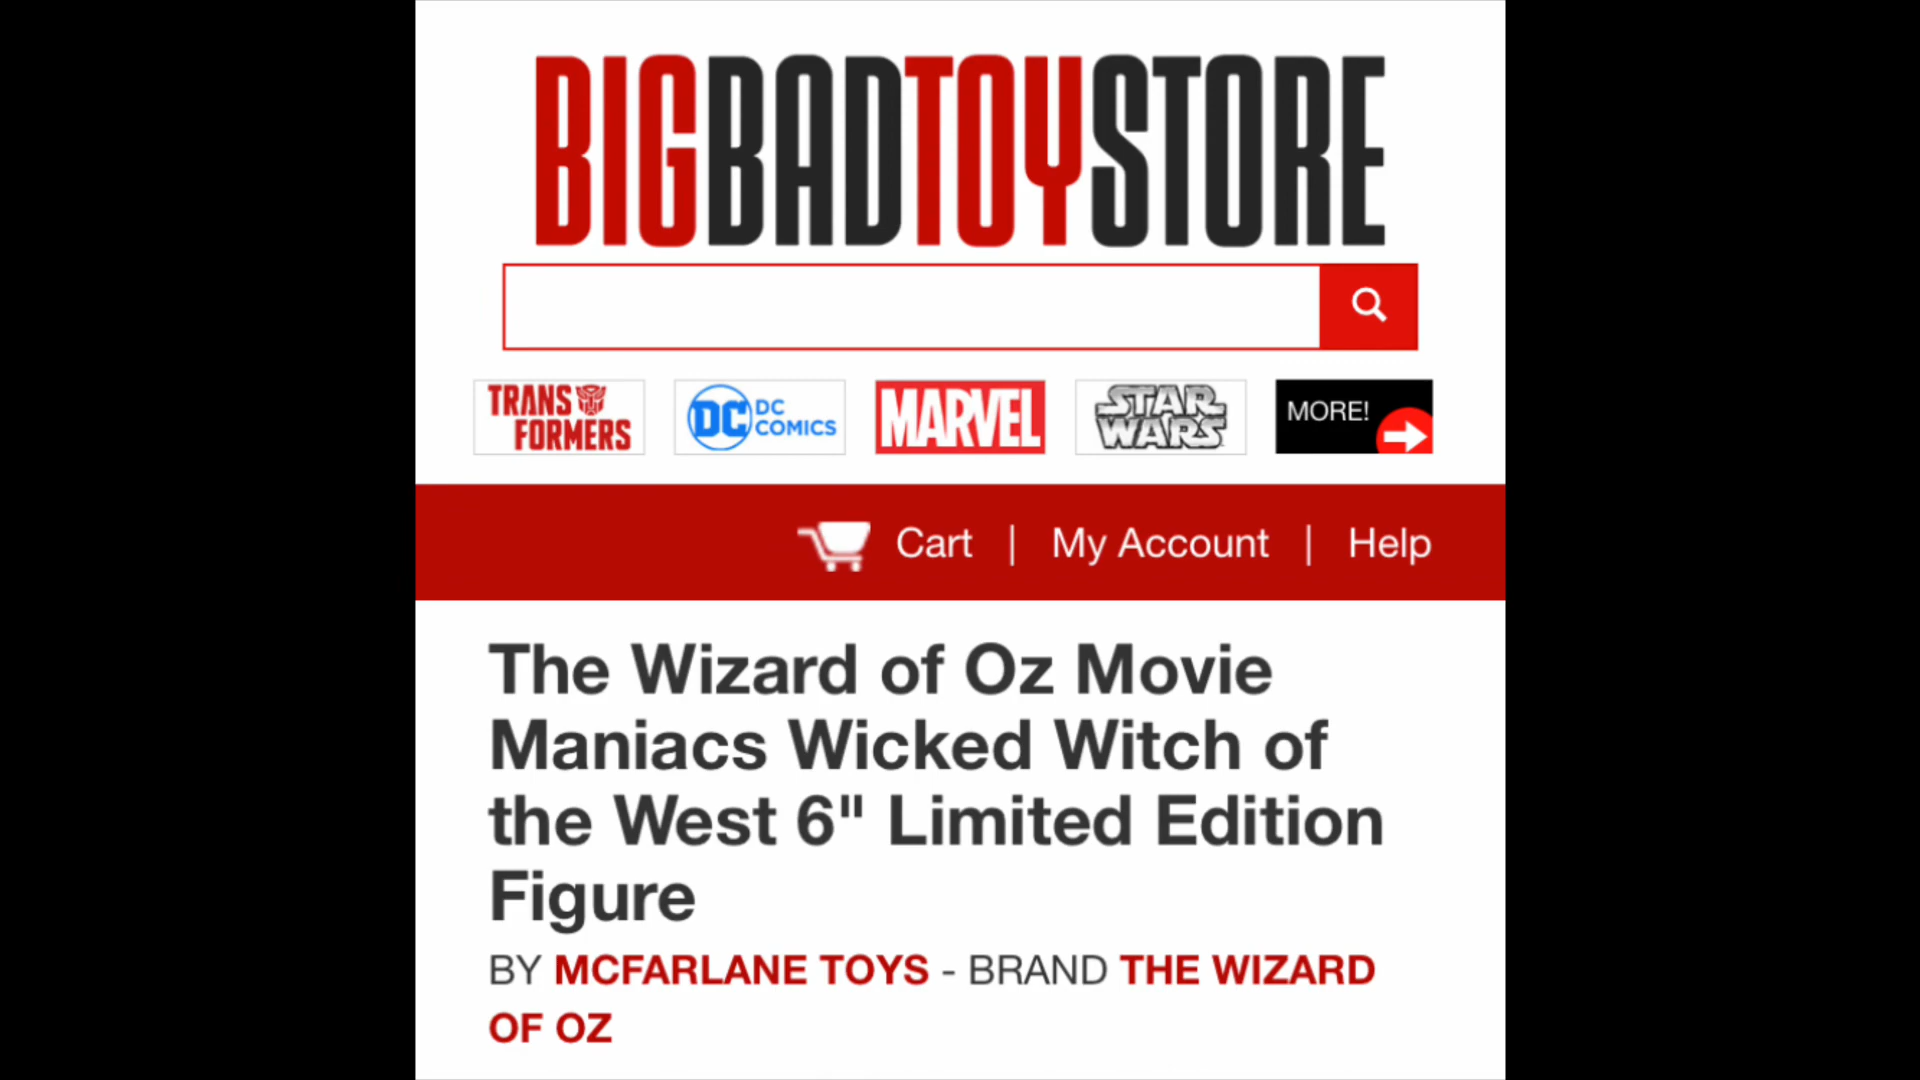 BIGBADTOYSTORE
TRANSFORMERS
DC DC COMICS
MARVEL
STAR WARS
MORE!
Cart | My Account | Help
The Wizard of Oz Movie
Maniacs Wicked Witch of
the West 6" Limited Edition
Figure
BY MCFARLANE TOYS - BRAND THE WIZARD
OF OZ